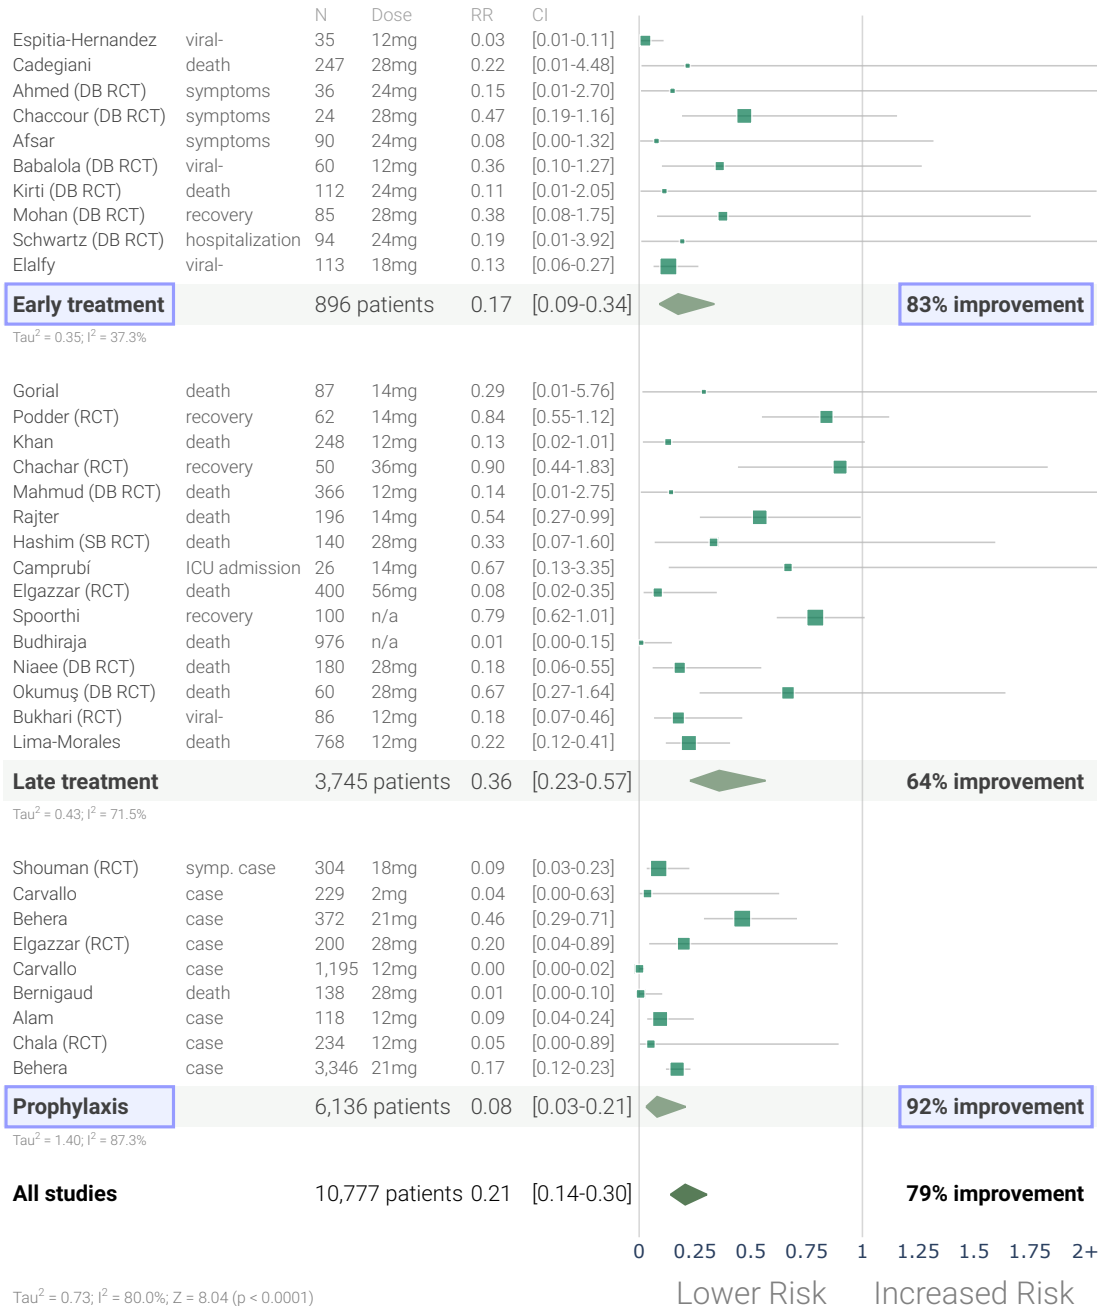 N Dose RR CI
Espitia-Hernandez viral- 35 12mg 0.03 [0.01-0.11]
Cadegiani death 247 28mg 0.22 [0.01-4.48]
Ahmed (DB RCT) symptoms 36 24mg 0.15 [0.01-2.70]
Chaccour (DB RCT) symptoms 24 28mg 0.47 [0.19-1.16]
Afsar symptoms 90 24mg 0.08 [0.00-1.32]
Babalola (DB RCT) viral- 60 12mg 0.36 [0.10-1.27]
Kirti (DB RCT) death 112 24mg 0.11 [0.01-2.05]
Mohan (DB RCT) recovery 85 28mg 0.38 [0.08-1.75]
Schwartz (DB RCT) hospitalization 94 24mg 0.19 [0.01-3.92]
Elalfy viral- 113 18mg 0.13 [0.06-0.27]
Early treatment 896 patients 0.17 [0.09-0.34] 83% improvement
Tau² = 0.35; I² = 37.3%
Gorial death 87 14mg 0.29 [0.01-5.76]
Podder (RCT) recovery 62 14mg 0.84 [0.55-1.12]
Khan death 248 12mg 0.13 [0.02-1.01]
Chachar (RCT) recovery 50 36mg 0.90 [0.44-1.83]
Mahmud (DB RCT) death 366 12mg 0.14 [0.01-2.75]
Rajter death 196 14mg 0.54 [0.27-0.99]
Hashim (SB RCT) death 140 28mg 0.33 [0.07-1.60]
Camprubí ICU admission 26 14mg 0.67 [0.13-3.35]
Elgazzar (RCT) death 400 56mg 0.08 [0.02-0.35]
Spoorthi recovery 100 n/a 0.79 [0.62-1.01]
Budhiraja death 976 n/a 0.01 [0.00-0.15]
Niaee (DB RCT) death 180 28mg 0.18 [0.06-0.55]
Okumuş (DB RCT) death 60 28mg 0.67 [0.27-1.64]
Bukhari (RCT) viral- 86 12mg 0.18 [0.07-0.46]
Lima-Morales death 768 12mg 0.22 [0.12-0.41]
Late treatment 3,745 patients 0.36 [0.23-0.57] 64% improvement
Tau² = 0.43; I² = 71.5%
Shouman (RCT) symp. case 304 18mg 0.09 [0.03-0.23]
Carvallo case 229 2mg 0.04 [0.00-0.63]
Behera case 372 21mg 0.46 [0.29-0.71]
Elgazzar (RCT) case 200 28mg 0.20 [0.04-0.89]
Carvallo case 1,195 12mg 0.00 [0.00-0.02]
Bernigaud death 138 28mg 0.01 [0.00-0.10]
Alam case 118 12mg 0.09 [0.04-0.24]
Chala (RCT) case 234 12mg 0.05 [0.00-0.89]
Behera case 3,346 21mg 0.17 [0.12-0.23]
Prophylaxis 6,136 patients 0.08 [0.03-0.21] 92% improvement
Tau² = 1.40; I² = 87.3%
All studies 10,777 patients 0.21 [0.14-0.30] 79% improvement
0 0.25 0.5 0.75 1 1.25 1.5 1.75 2+
Tau² = 0.73; I² = 80.0%; Z = 8.04 (p < 0.0001) Lower Risk Increased Risk